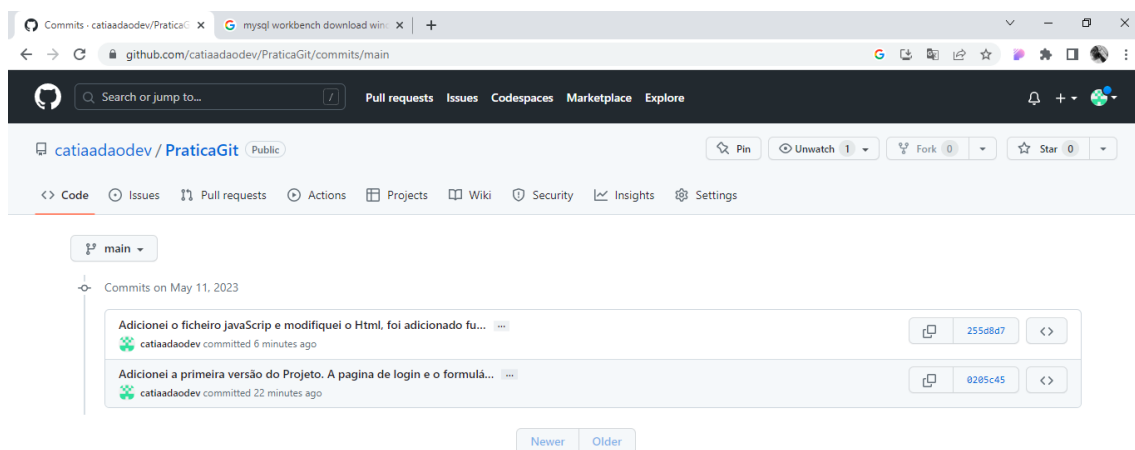 Commits · catiaadaodev/PraticaG
mysql workbench download wind
github.com/catiaadaodev/PraticaGit/commits/main
Search or jump to... / Pull requests Issues Codespaces Marketplace Explore
catiaadaodev / PraticaGit Public Pin Unwatch 1 Fork 0 Star 0
Code Issues Pull requests Actions Projects Wiki Security Insights Settings
main
Commits on May 11, 2023
Adicionei o ficheiro javaScrip e modifiquei o Html, foi adicionado fu... ...
catiaadaodev committed 6 minutes ago
255d8d7
Adicionei a primeira versão do Projeto. A pagina de login e o formulá... ...
catiaadaodev committed 22 minutes ago
0205c45
Newer Older